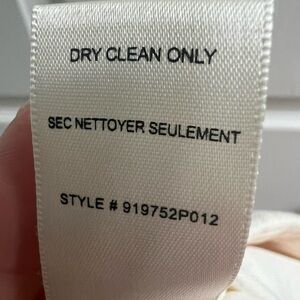 DRY CLEAN ONLY
SEC NETTOYER SEULEMENT
STYLE # 919752P012